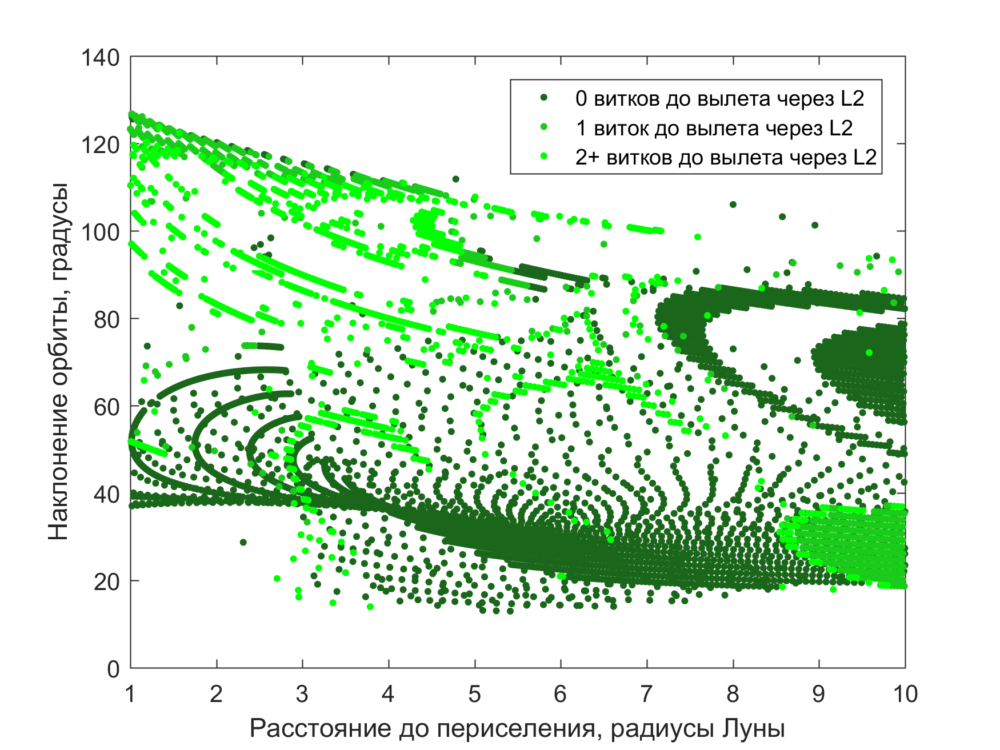 140
120
100
80
60
40
20
0
Наклонение орбиты, градусы
0 витков до вылета через L2
1 виток до вылета через L2
2+ витков до вылета через L2
1 2 3 4 5 6 7 8 9 10
Расстояние до периселения, радиусы Луны